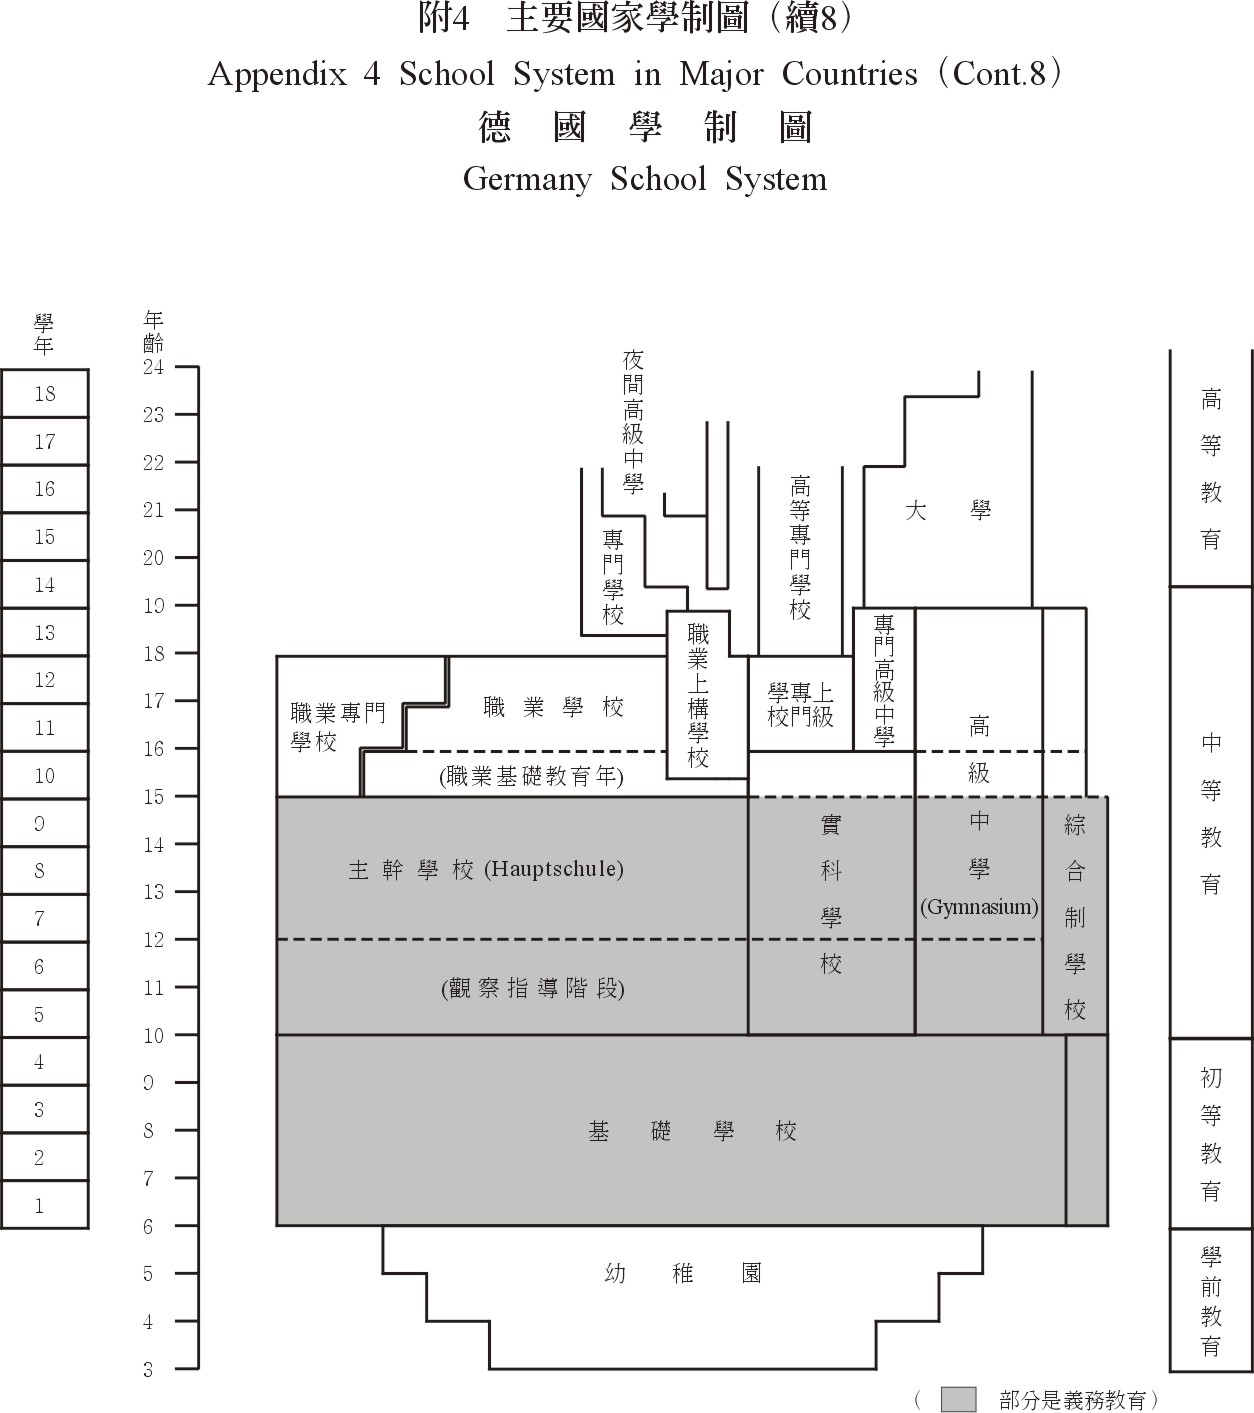 附4　主要國家學制圖（續8）
Appendix 4 School System in Major Countries（Cont.8）
德國學制圖
Germany School System
學年
18
17
16
15
14
13
12
11
10
9
8
7
6
5
4
3
2
1
年齡
24
23
22
21
20
19
18
17
16
15
14
13
12
11
10
9
8
7
6
5
4
3
夜間高級中學
專門學校
高等專門學校
大學
職業專門
學校
職業學校
(職業基礎教育年)
職業上構學校
上級
專門
學校
專門高級中學
高級中學
(Gymnasium)
主幹學校(Hauptschule)
(觀察指導階段)
實科學校
綜合制學校
基礎學校
幼稚園
高等教育
中等教育
初等教育
學前教育
（　部分是義務教育）